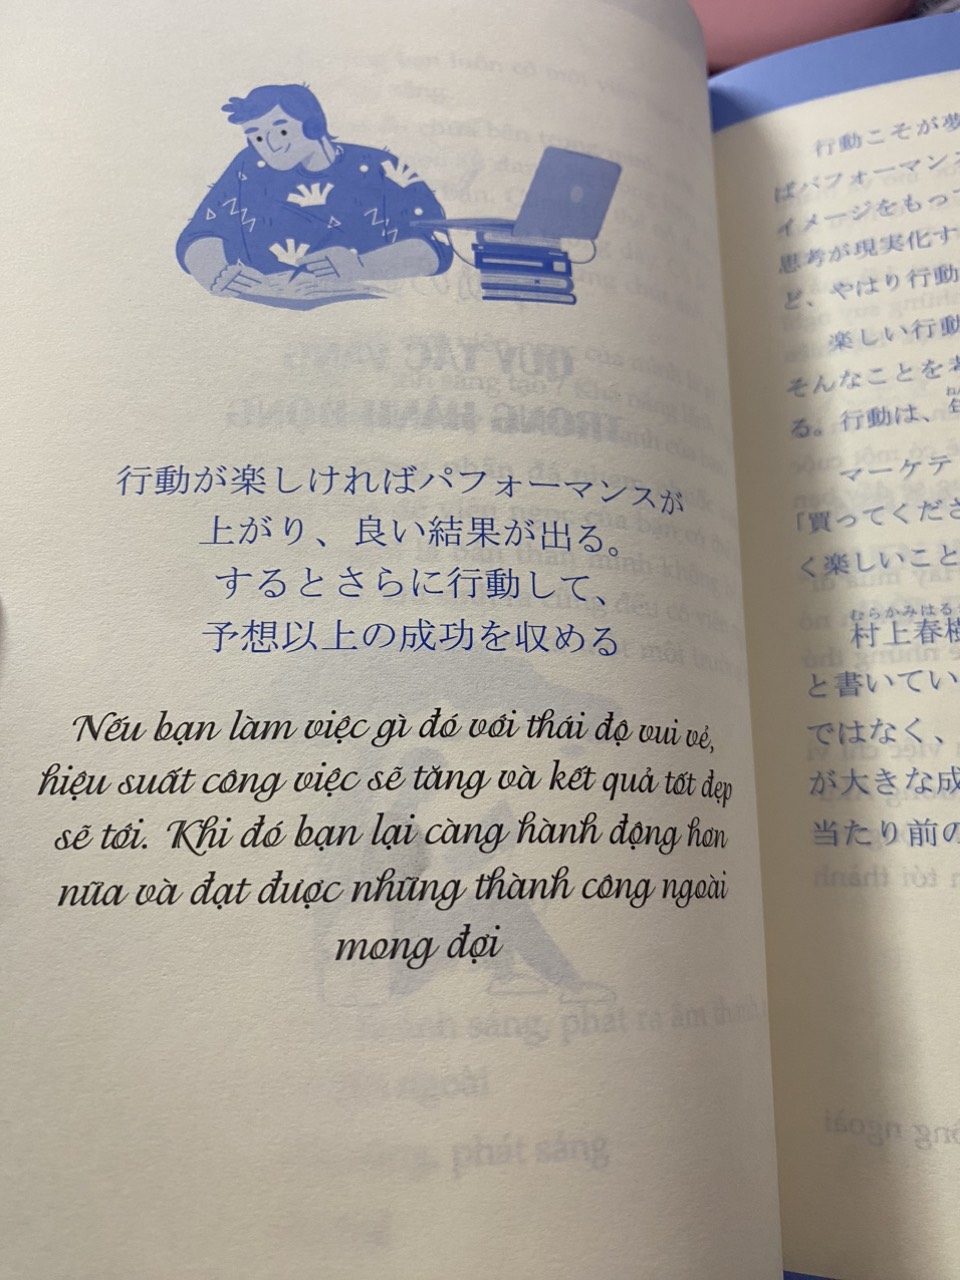 行動が楽しければパフォーマンスが
上がり、良い結果が出る。
するとさらに行動して、
予想以上の成功を収める
Nếu bạn làm việc gì đó với thái độ vui vẻ,
hiệu suất công việc sẽ tăng và kết quả tốt đẹp
sẽ tới. Khi đó bạn lại càng hành động hơn
nữa và đạt được những thành công ngoài
mong đợi
行動こそが夢
ばパフォーマンス
イメージをもって
思考が現実化す
ど、やはり行動
楽しい行動
そんなことを考
る。行動は、
マーケテ
「買ってくださ
く楽しいこと
むらかみはる
村上春樹
と書いてい
ではなく、
が大きな成
当たり前の